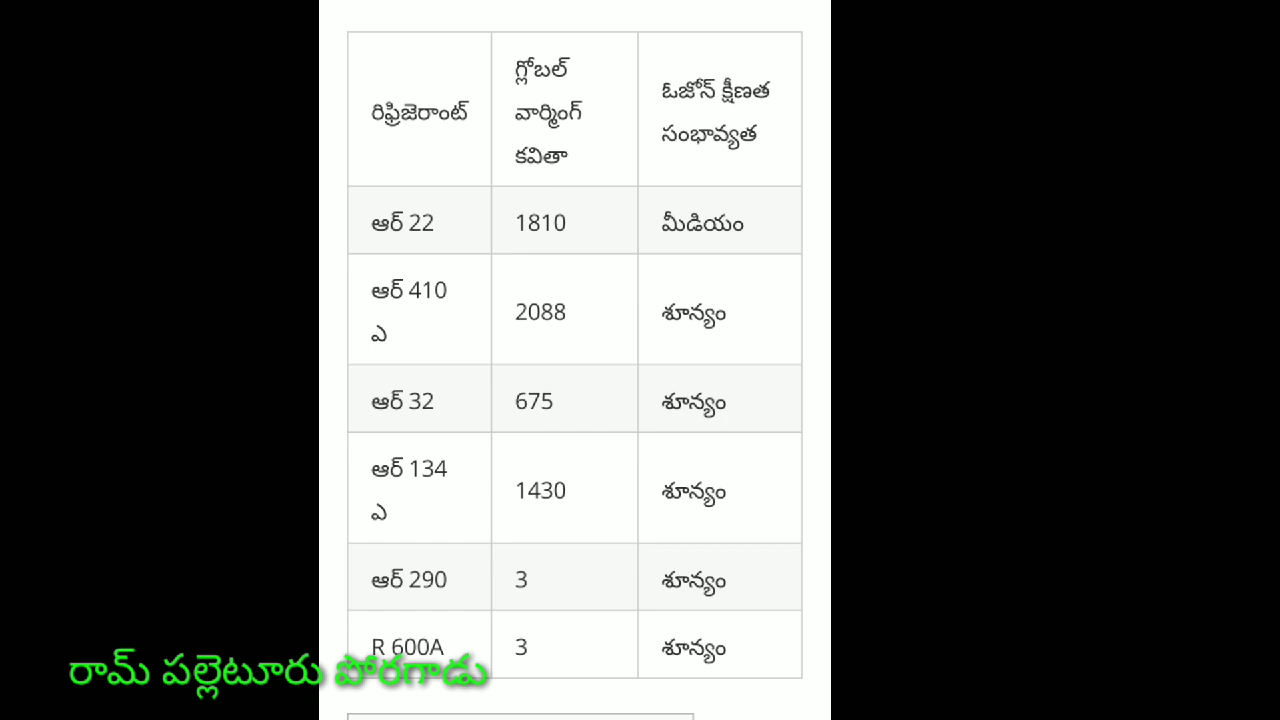 రిఫ్రిజెరాంట్
గ్లోబల్
వార్మింగ్
కవితా
ఓజోన్ క్షీణత
సంభావ్యత
ఆర్ 22
1810
మీడియం
ఆర్ 410
ఎ
2088
శూన్యం
ఆర్ 32
675
శూన్యం
ఆర్ 134
ఎ
1430
శూన్యం
ఆర్ 290
3
శూన్యం
R 600A
3
శూన్యం
రామ్ పల్లెటూరు పోరగాడు